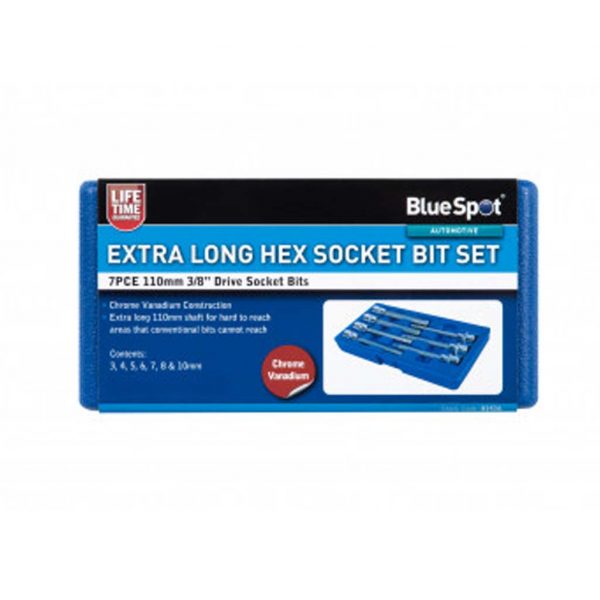 LIFE
TIME
GUARANTEE
BlueSpot®
AUTOMOTIVE
EXTRA LONG HEX SOCKET BIT SET
7PCE 110mm 3/8" Drive Socket Bits
· Chrome Vanadium Construction
· Extra long 110mm shaft for hard to reach
areas that conventional bits cannot reach
Contents:
3, 4, 5, 6, 7, 8 & 10mm
Chrome
Vanadium